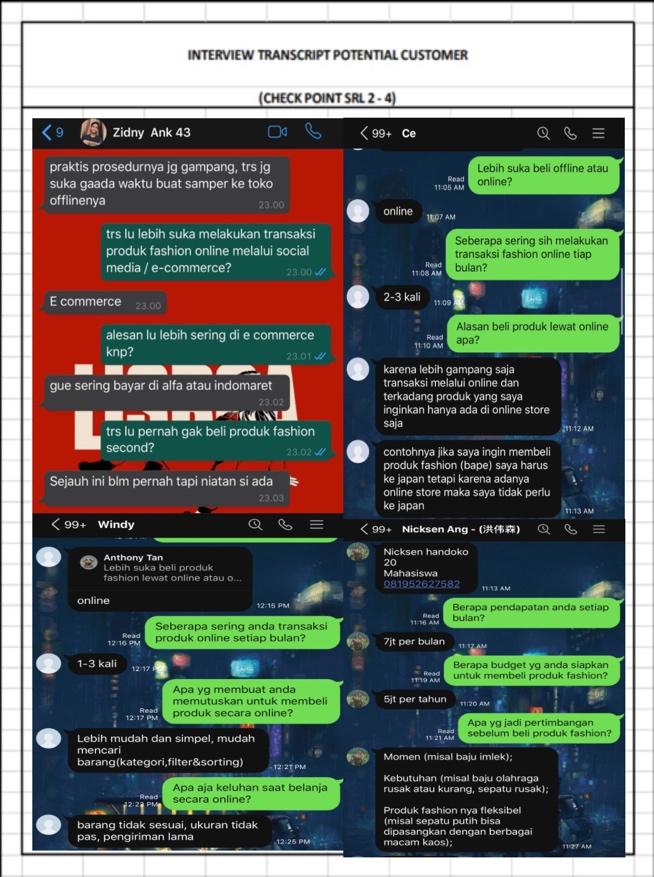 INTERVIEW TRANSCRIPT POTENTIAL CUSTOMER
(CHECK POINT SRL 2 - 4)
9
Zidny Ank 43
praktis prosedurnya jg gampang, trs jg
suka gaada waktu buat samper ke toko
offlinenya
23.00
trs lu lebih suka melakukan transaksi
produk fashion online melalui social
media / e-commerce?
23.00
E commerce
23.00
alesan lu lebih sering di e commerce
knp?
23.01
gue sering bayar di alfa atau indomaret
23.02
trs lu pernah gak beli produk fashion
second?
23.02
Sejauh ini blm pernah tapi niatan si ada
23.03
99+ Ce
Lebih suka beli offline atau
online?
Read
11:05 AM
online
11:07 AM
Seberapa sering sih melakukan
transaksi fashion online tiap
bulan?
Read
11:08 AM
2-3 kali
11:09 AM
Alasan beli produk lewat online
apa?
Read
11:10 AM
karena lebih gampang saja
transaksi melalui online dan
terkadang produk yang saya
inginkan hanya ada di online store
saja
11:12 AM
contohnya jika saya ingin membeli
produk fashion (bape) saya harus
ke japan tetapi karena adanya
online store maka saya tidak perlu
ke japan
11:13 AM
99+ Windy
Anthony Tan
Lebih suka beli produk
fashion lewat online atau o...
online
12:15 PM
Seberapa sering anda transaksi
produk online setiap bulan?
Read
12:16 PM
1-3 kali
12:17 PM
Apa yg membuat anda
memutuskan untuk membeli
produk secara online?
Read
12:17 PM
Lebih mudah dan simpel, mudah
mencari
barang(kategori,filter&sorting)
12:21 PM
Apa aja keluhan saat belanja
secara online?
Read
12:23 PM
barang tidak sesuai, ukuran tidak
pas, pengiriman lama
12:25 PM
99+ Nicksen Ang - (洪伟森)
Nicksen handoko
20
Mahasiswa
081952627582
11:13 AM
Berapa pendapatan anda setiap
bulan?
Read
11:16 AM
7jt per bulan
11:17 AM
Berapa budget yg anda siapkan
untuk membeli produk fashion?
Read
11:19 AM
5jt per tahun
11:20 AM
Apa yg jadi pertimbangan
sebelum beli produk fashion?
Read
11:21 AM
Momen (misal baju imlek);
Kebutuhan (misal baju olahraga
rusak atau kurang, sepatu rusak);
Produk fashion nya fleksibel
(misal sepatu putih bisa
dipasangkan dengan berbagai
macam kaos);
11:27 AM